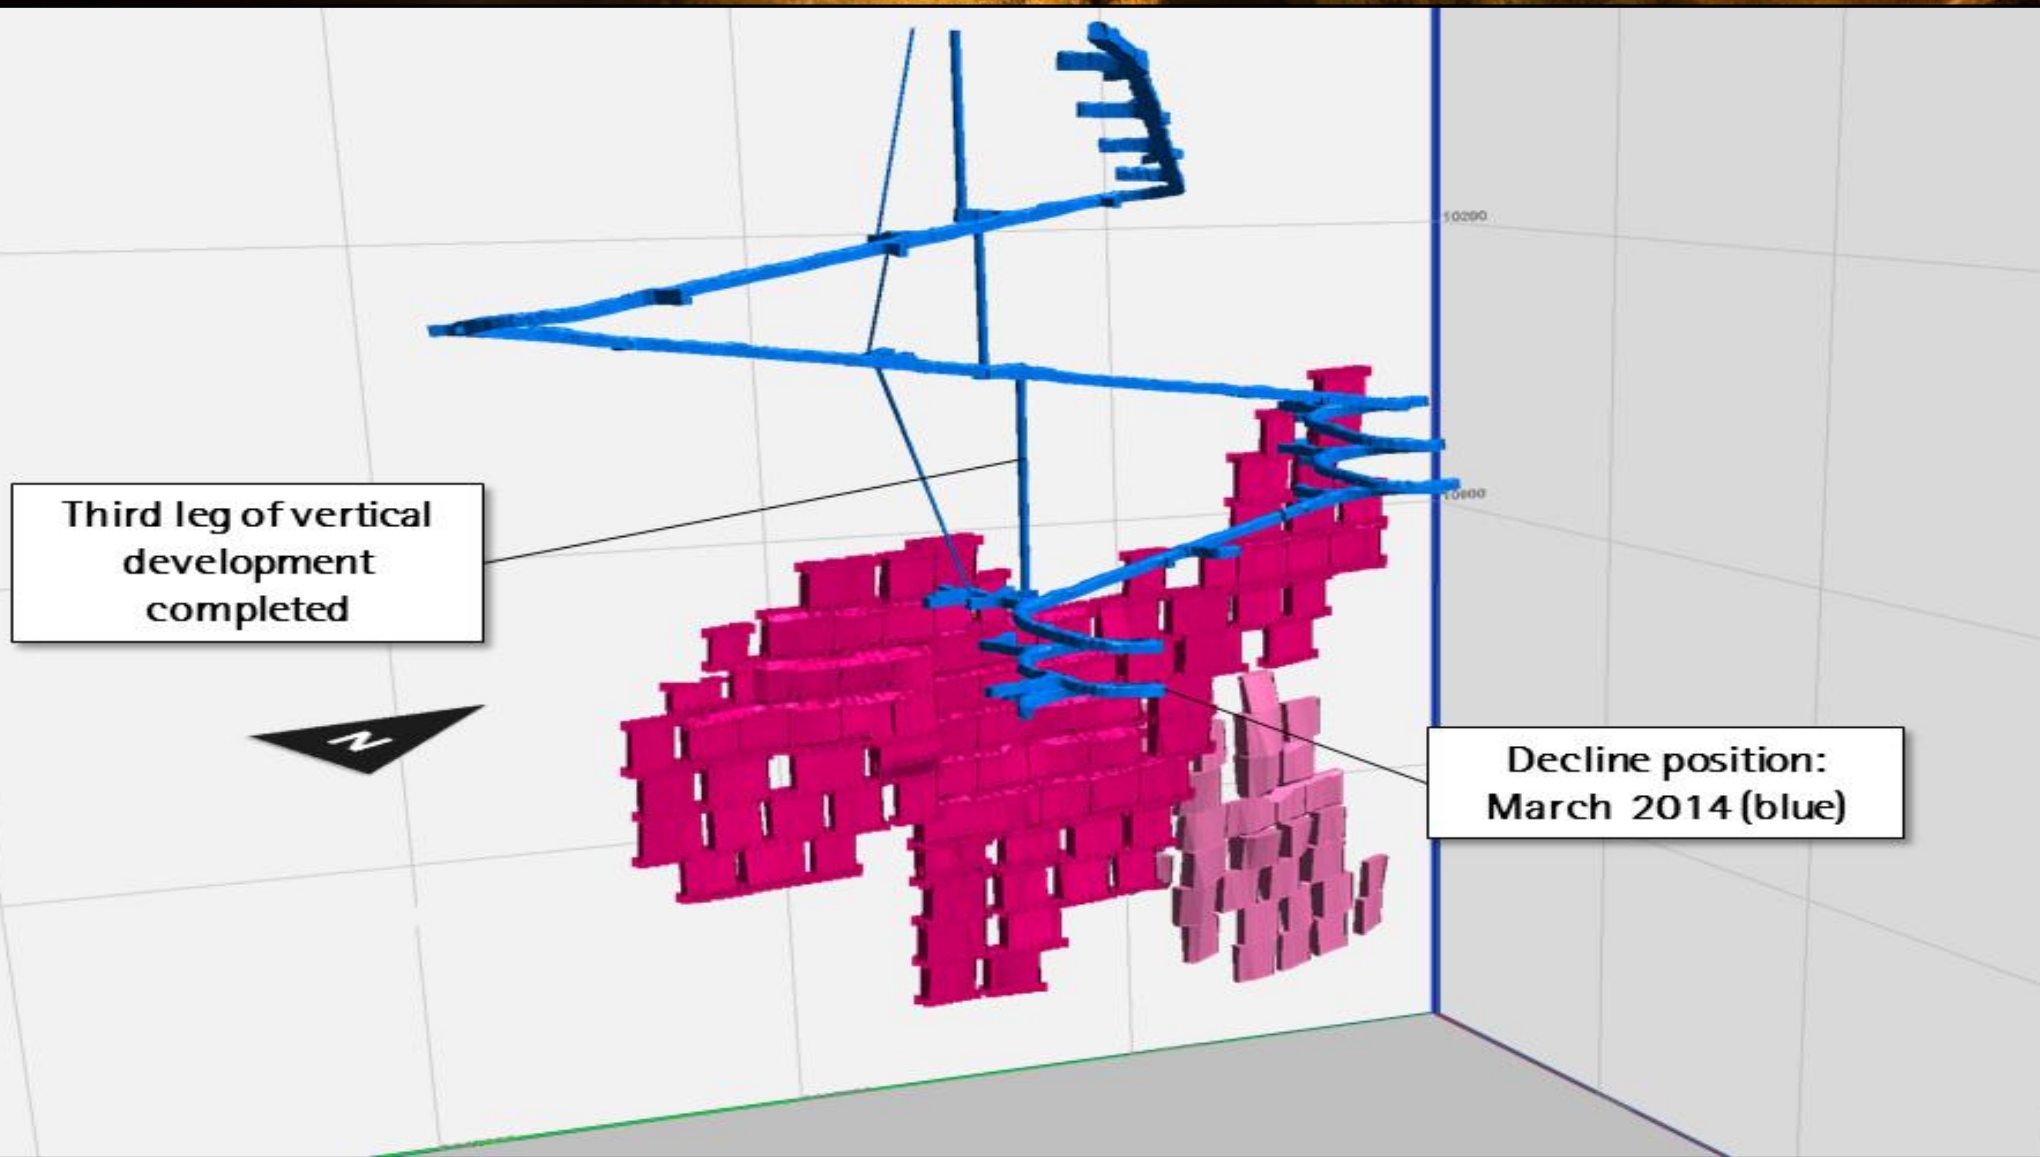 10200
Third leg of vertical
development
completed
N
Decline position:
March 2014 (blue)